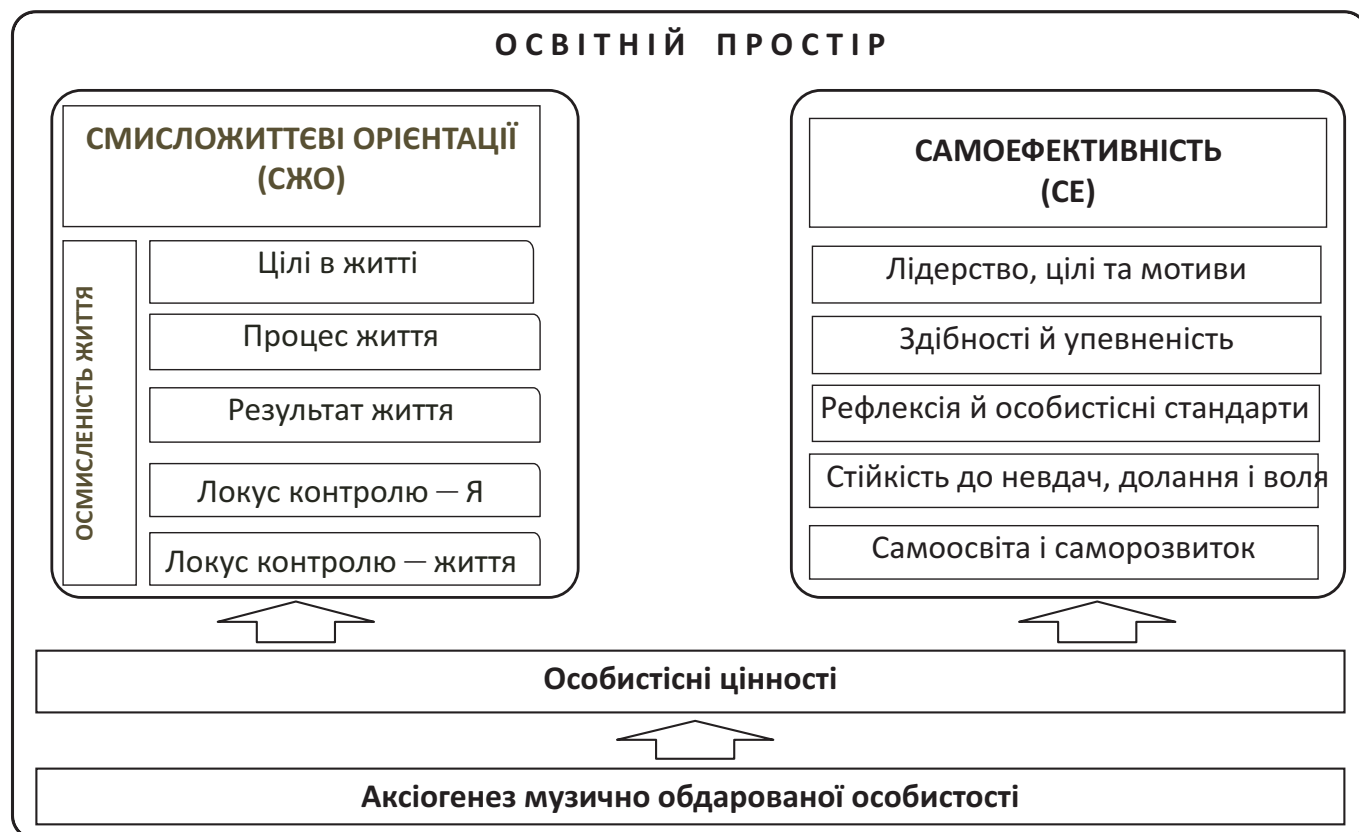 ОСВІТНІЙ ПРОСТІР
СМИСЛОЖИТТЄВІ ОРІЄНТАЦІЇ
(СЖО)
ОСМИСЛЕНІСТЬ ЖИТТЯ
Цілі в житті
Процес життя
Результат життя
Локус контролю — Я
Локус контролю — життя
САМОЕФЕКТИВНІСТЬ
(СЕ)
Лідерство, цілі та мотиви
Здібності й упевненість
Рефлексія й особистісні стандарти
Стійкість до невдач, долання і воля
Самоосвіта і саморозвиток
Особистісні цінності
Аксіогенез музично обдарованої особистості